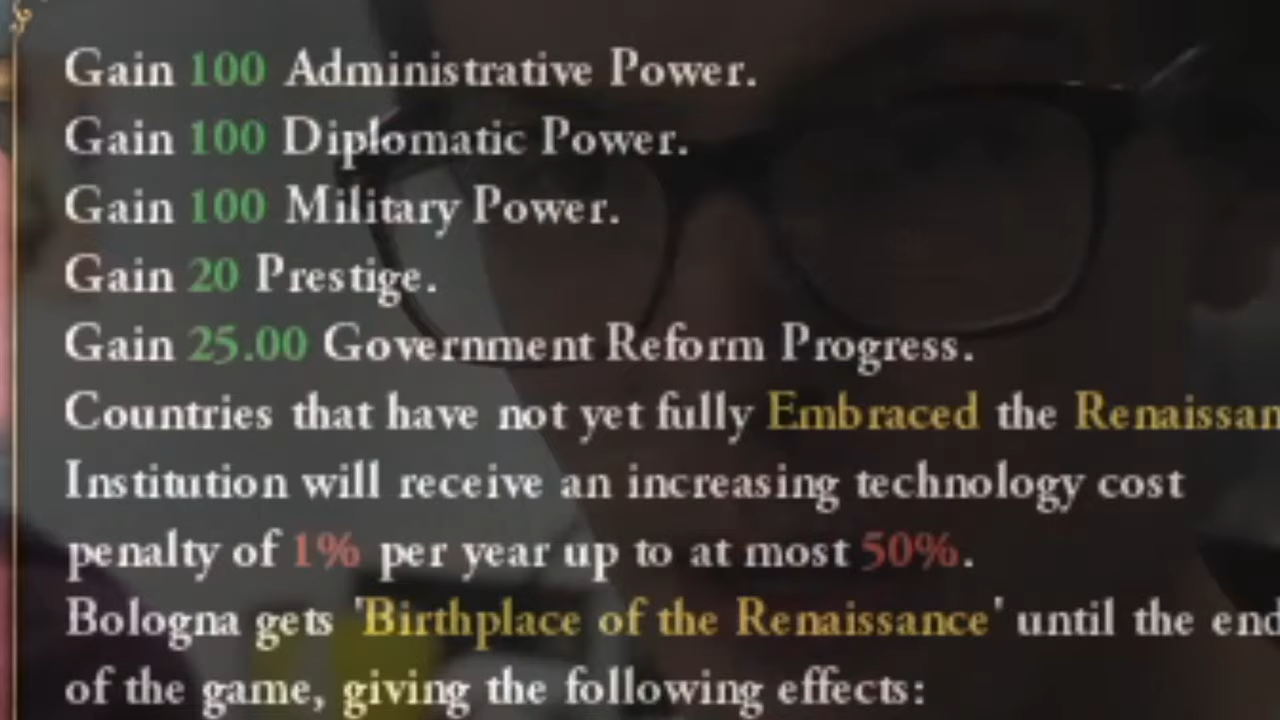 Gain 100 Administrative Power.
Gain 100 Diplomatic Power.
Gain 100 Military Power.
Gain 20 Prestige.
Gain 25.00 Government Reform Progress.
Countries that have not yet fully Embraced the Renaissan
Institution will receive an increasing technology cost
penalty of 1% per year up to at most 50%.
Bologna gets 'Birthplace of the Renaissance' until the end
of the game, giving the following effects: